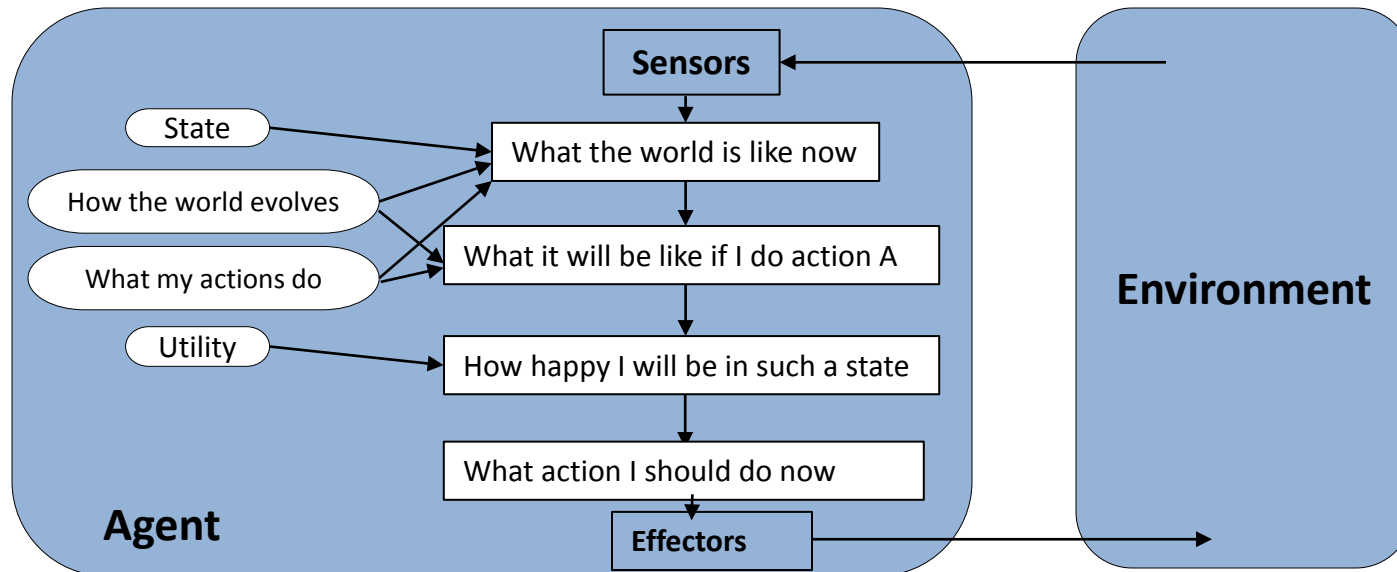 Sensors
State
What the world is like now
How the world evolves
What it will be like if I do action A
What my actions do
Environment
Utility
How happy I will be in such a state
What action I should do now
Agent
Effectors